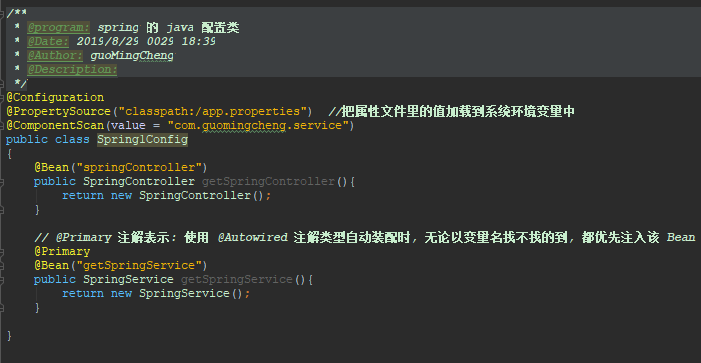 /**
 * @program: spring 的 java 配置类
 * @Date: 2019/8/29 0029 18:39
 * @Author: guoMingCheng
 * @Description:
 */
@Configuration
@PropertySource("classpath:/app.properties")  //把属性文件里的值加载到系统环境变量中
@ComponentScan(value = "com.guomingcheng.service")
public class Spring1Config
{
    @Bean("springController")
    public SpringController getSpringController(){
        return new SpringController();
    }
    // @Primary 注解表示: 使用 @Autowired 注解类型自动装配时, 无论以变量名找不找的到, 都优先注入该 Bean
    @Primary
    @Bean("getSpringService")
    public SpringService getSpringService(){
        return new SpringService();
    }
}